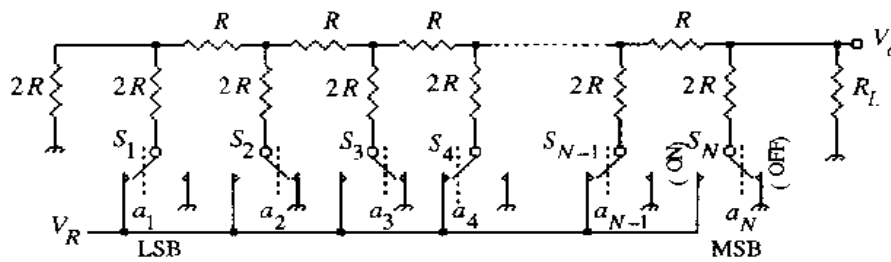 R R R R V
2R 2R 2R 2R 2R 2R 2R R_L
S_1 S_2 S_3 S_4 S_{N-1} (ON) S_N (OFF)
V_R a_1 a_2 a_3 a_4 a_{N-1} a_N
LSB MSB